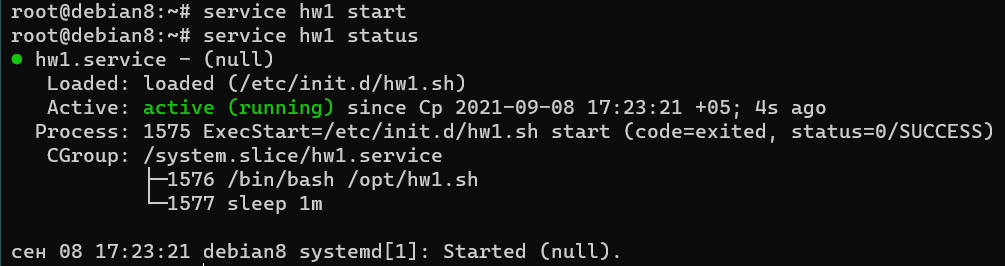 root@debian8:~# service hw1 start
root@debian8:~# service hw1 status
● hw1.service - (null)
   Loaded: loaded (/etc/init.d/hw1.sh)
   Active: active (running) since Ср 2021-09-08 17:23:21 +05; 4s ago
  Process: 1575 ExecStart=/etc/init.d/hw1.sh start (code=exited, status=0/SUCCESS)
   CGroup: /system.slice/hw1.service
           ├─1576 /bin/bash /opt/hw1.sh
           └─1577 sleep 1m

сен 08 17:23:21 debian8 systemd[1]: Started (null).